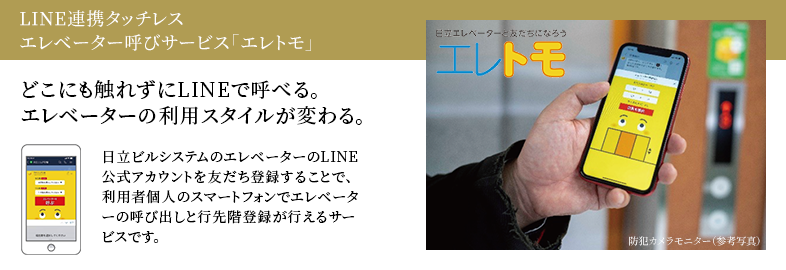 LINE連携タッチレス
エレベーター呼びサービス「エレトモ」
どこにも触れずにLINEで呼べる。
エレベーターの利用スタイルが変わる。
日立ビルシステムのエレベーターのLINE
公式アカウントを友だち登録することで、
利用者個人のスマートフォンでエレベータ
ーの呼び出しと行先階登録が行えるサー
ビスです。
日立エレベーターと友たちになろう
エレトモ
防犯カメラモニター（参考写真）